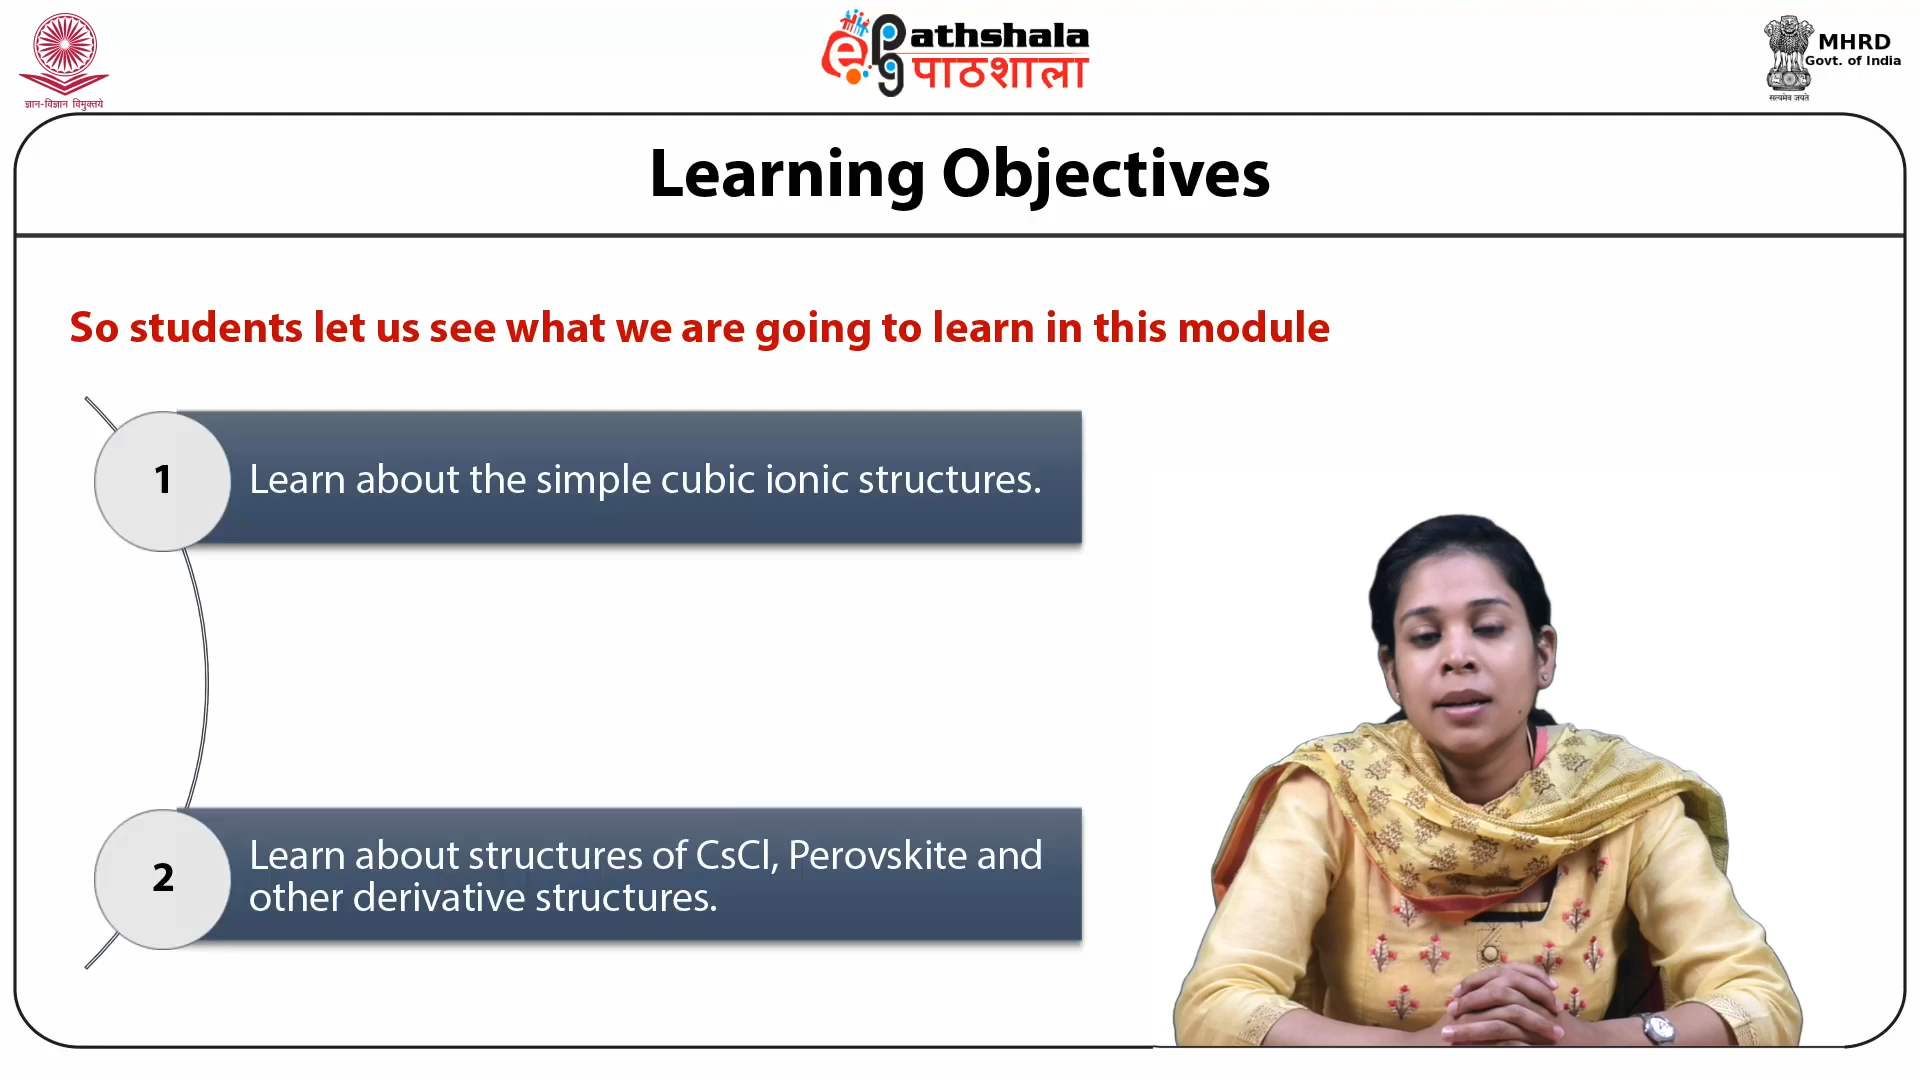 ज्ञान-विज्ञान विमुक्तये
ePathshala
पाठशाला
MHRD
Govt. of India
सत्यमेव जयते
Learning Objectives
So students let us see what we are going to learn in this module
1
Learn about the simple cubic ionic structures.
2
Learn about structures of CsCl, Perovskite and
other derivative structures.